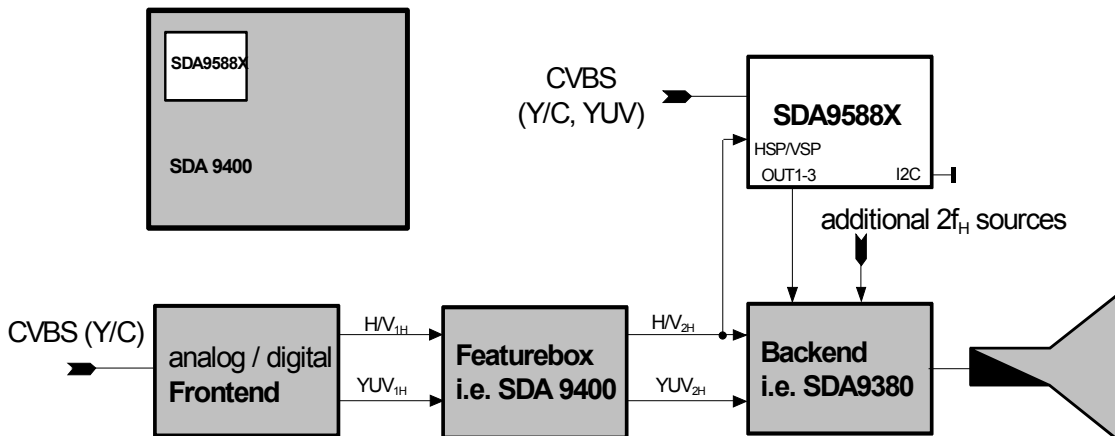 SDA9588X
SDA 9400
CVBS
(Y/C, YUV)
SDA9588X
HSP/VSP
OUT1-3
I2C
additional 2fH sources
CVBS (Y/C)
analog / digital
Frontend
H/V1H
YUV1H
Featurebox
i.e. SDA 9400
H/V2H
YUV2H
Backend
i.e. SDA9380